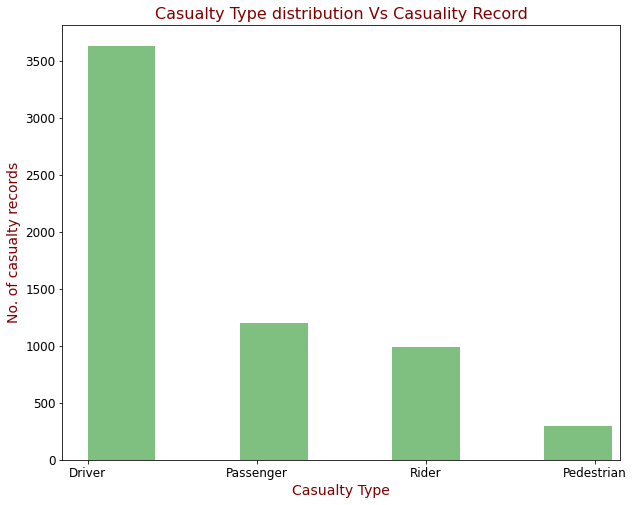 Casualty Type distribution Vs Casuality Record
No. of casualty records
3500
3000
2500
2000
1500
1000
500
0
Driver Passenger Rider Pedestrian
Casualty Type